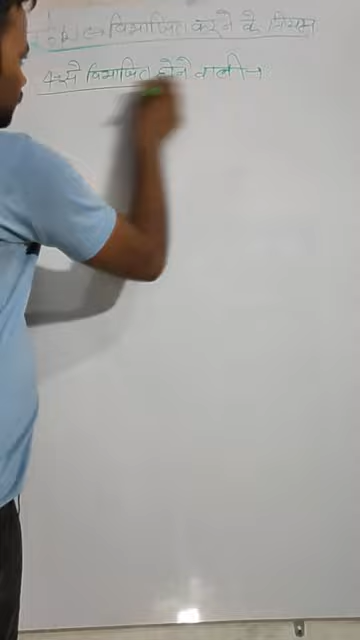 विभाजित करने के नियम
4 से विभाजित होने वाली →